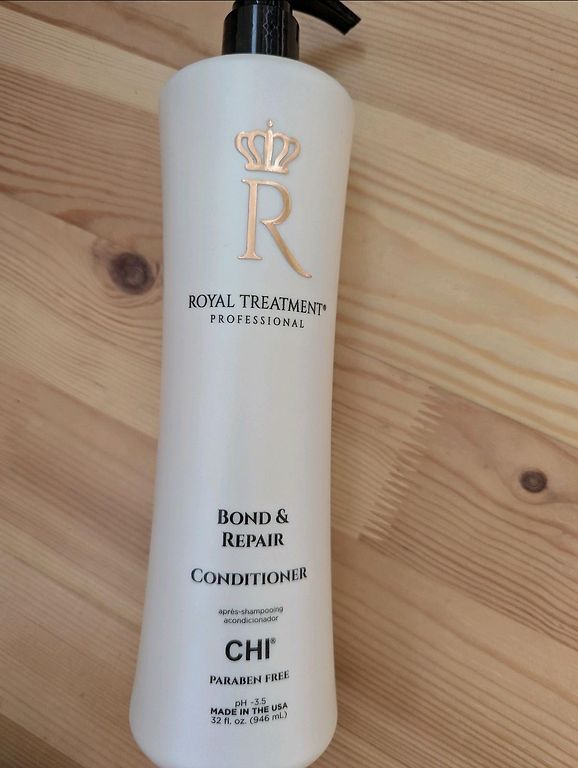 R
ROYAL TREATMENT®
PROFESSIONAL
BOND &
REPAIR
CONDITIONER
après-shampooing
acondicionador
CHI®
PARABEN FREE
pH -3.5
MADE IN THE USA
32 fl. oz. (946 mL)